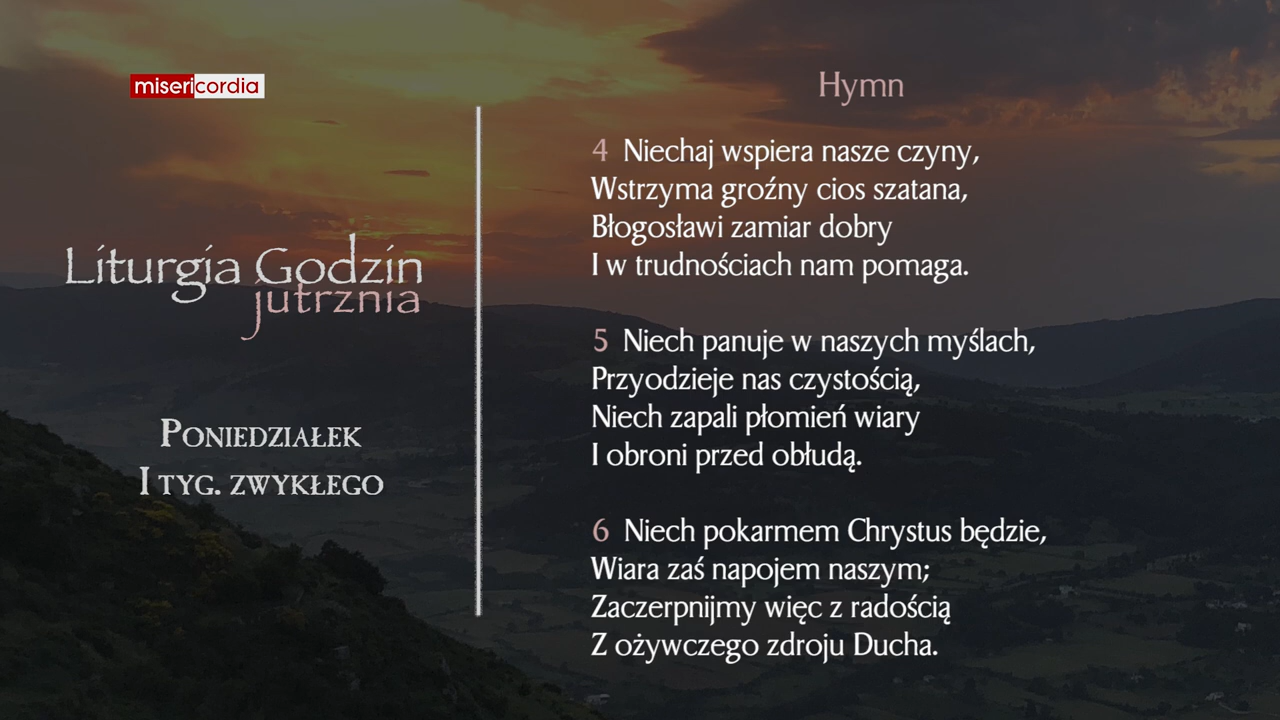 misericordia
Liturgia Godzin
jutrznia
Poniedziałek
I tyg. zwykłego
Hymn
4 Niechaj wspiera nasze czyny,
Wstrzyma groźny cios szatana,
Błogosławi zamiar dobry
I w trudnościach nam pomaga.
5 Niech panuje w naszych myślach,
Przyodzieje nas czystością,
Niech zapali płomień wiary
I obroni przed obłudą.
6 Niech pokarmem Chrystus będzie,
Wiara zaś napojem naszym;
Zaczerpnijmy więc z radością
Z ożywczego zdroju Ducha.